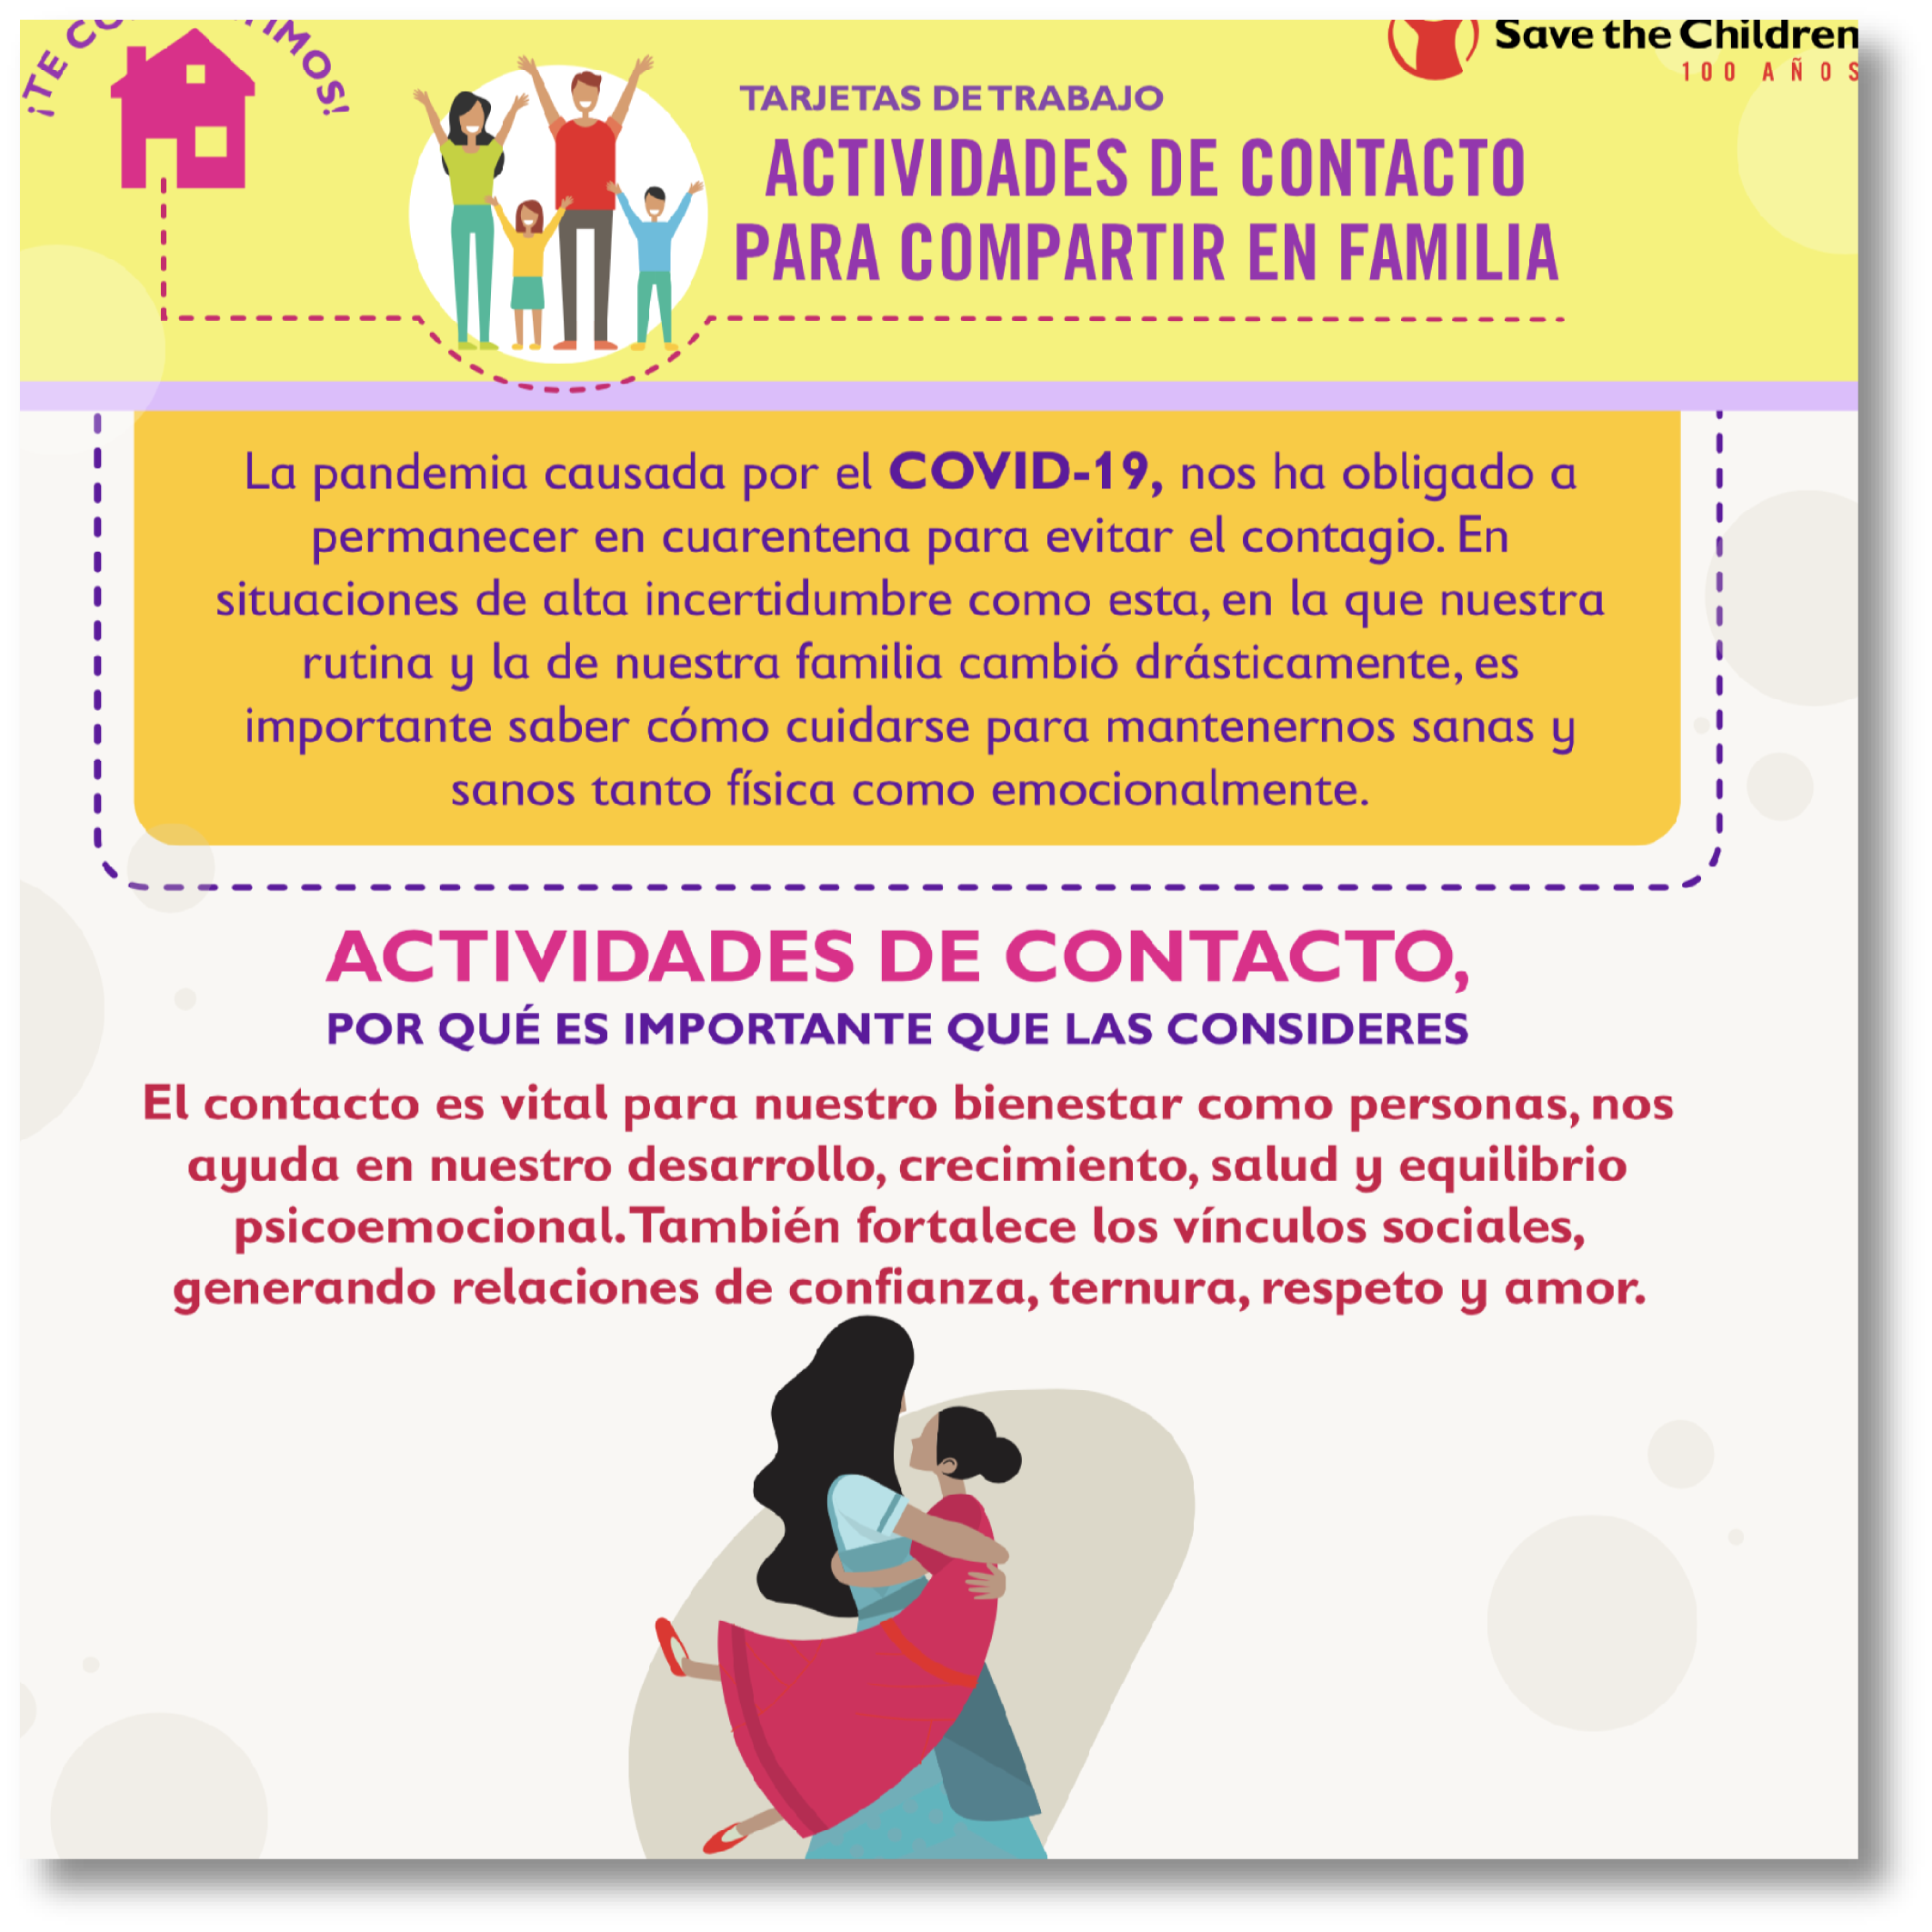 ¡TE
Save the Children
100 AÑOS
TARJETAS DE TRABAJO
ACTIVIDADES DE CONTACTO
PARA COMPARTIR EN FAMILIA
La pandemia causada por el COVID-19, nos ha obligado a
permanecer en cuarentena para evitar el contagio. En
situaciones de alta incertidumbre como esta, en la que nuestra
rutina y la de nuestra familia cambió drásticamente, es
importante saber cómo cuidarse para mantenernos sanas y
sanos tanto física como emocionalmente.
ACTIVIDADES DE CONTACTO,
POR QUÉ ES IMPORTANTE QUE LAS CONSIDERES
El contacto es vital para nuestro bienestar como personas, nos
ayuda en nuestro desarrollo, crecimiento, salud y equilibrio
psicoemocional. También fortalece los vínculos sociales,
generando relaciones de confianza, ternura, respeto y amor.